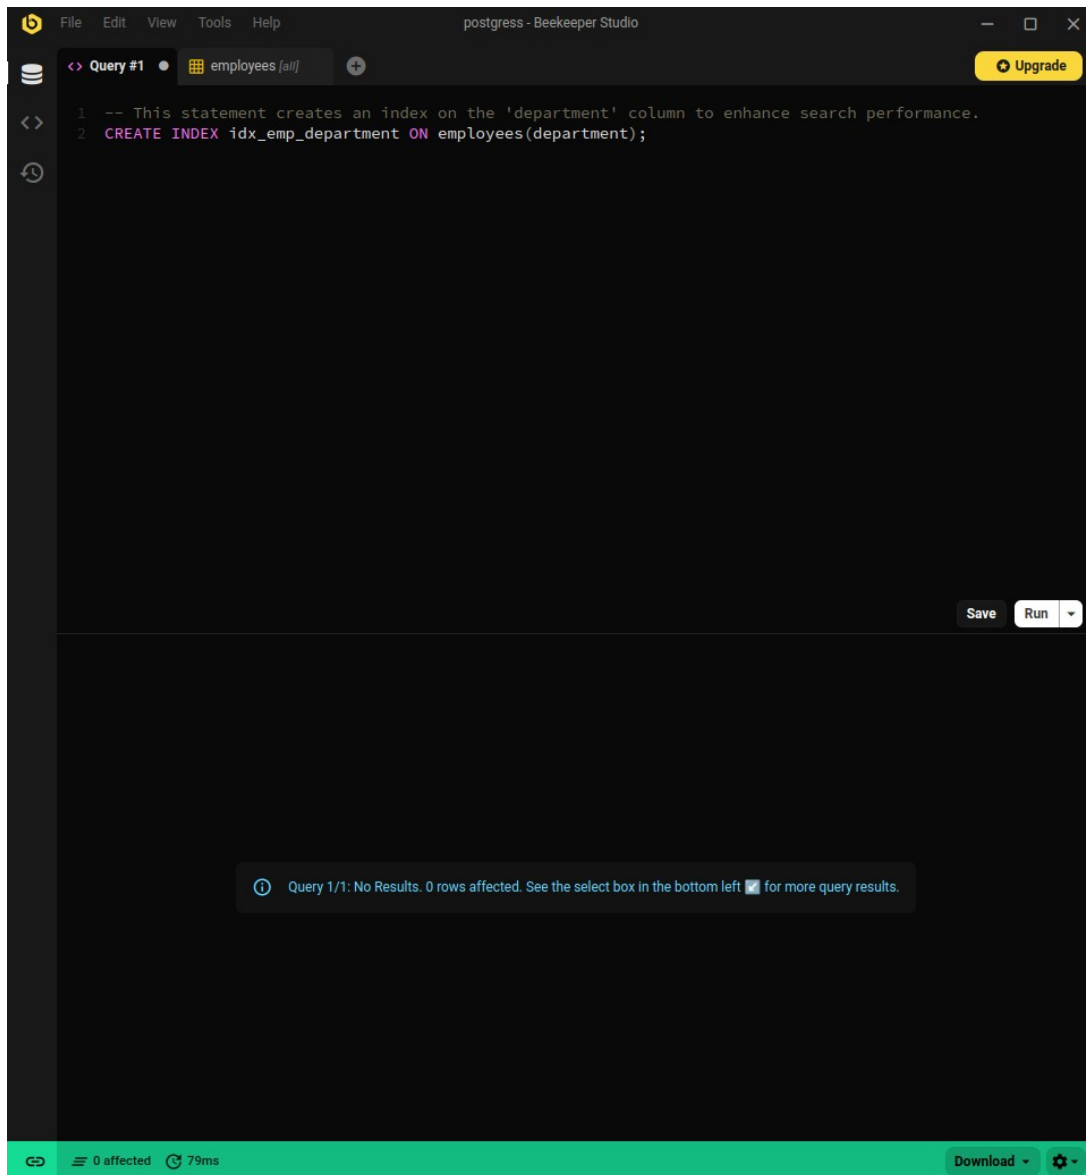 File Edit View Tools Help postgress - Beekeeper Studio
<> Query #1 employees [all] Upgrade
1 -- This statement creates an index on the 'department' column to enhance search performance.
2 CREATE INDEX idx_emp_department ON employees(department);
Save Run
Query 1/1: No Results. 0 rows affected. See the select box in the bottom left ↙️ for more query results.
0 affected 79ms Download